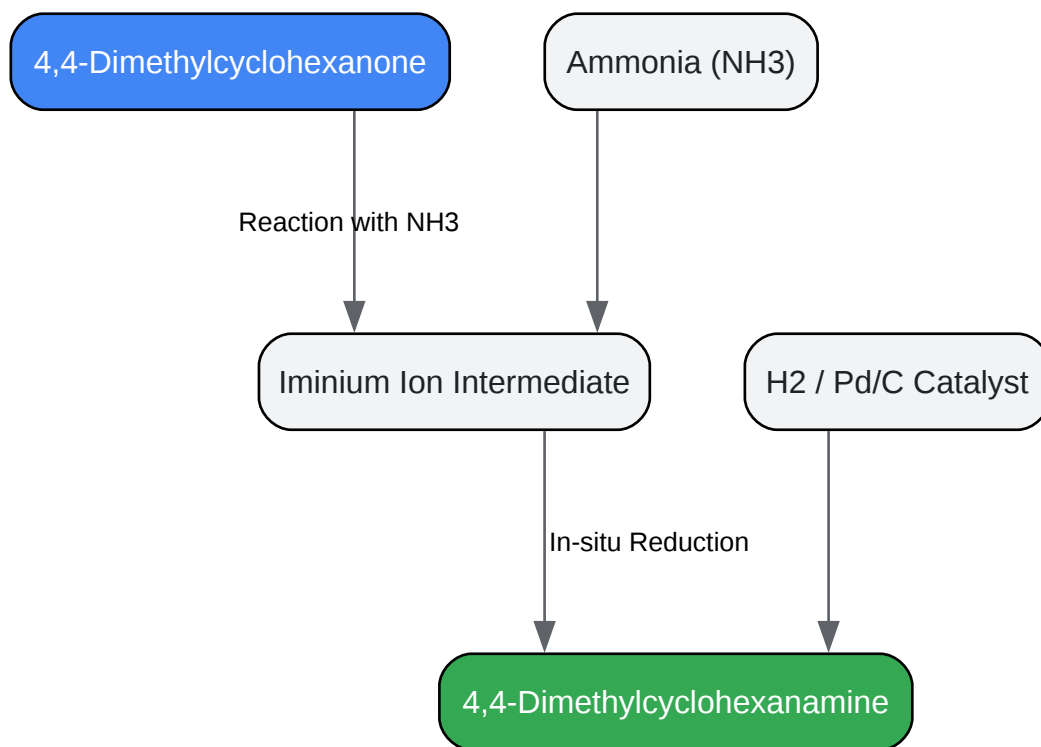 4,4-Dimethylcyclohexanone
Ammonia (NH3)
Reaction with NH3
Iminium Ion Intermediate
H2 / Pd/C Catalyst
In-situ Reduction
4,4-Dimethylcyclohexanamine